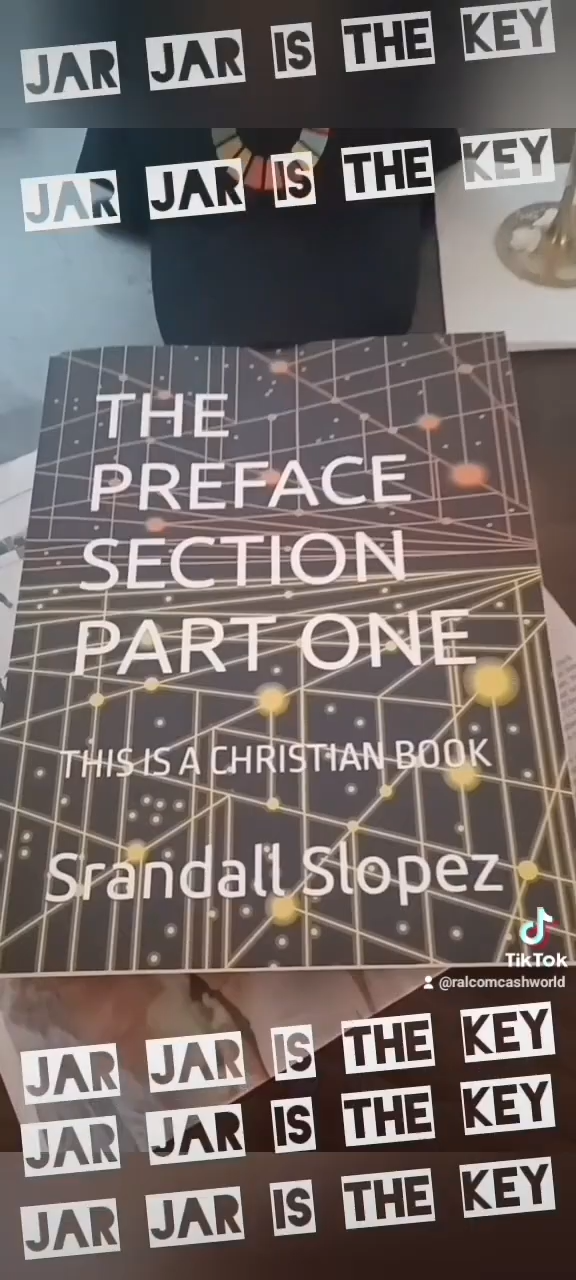 JAR JAR IS THE KEY
JAR JAR IS THE KEY
THE
PREFACE
SECTION
PART ONE
THIS IS A CHRISTIAN BOOK
Srandall Slopez
TikTok
@ralcomcashworld
JAR JAR IS THE KEY
JAR JAR IS THE KEY
JAR JAR IS THE KEY